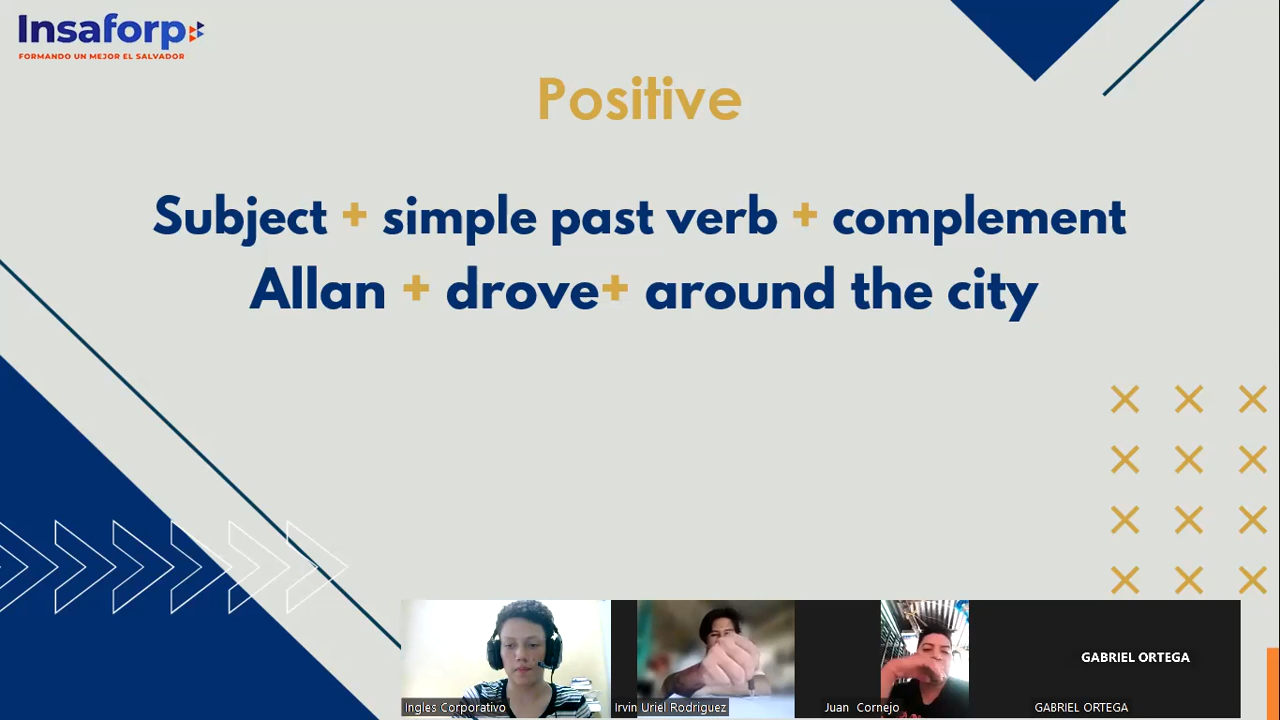 Insaforp
FORMANDO UN MEJOR EL SALVADOR
Positive
Subject + simple past verb + complement
Allan + drove+ around the city
GABRIEL ORTEGA
Ingles Corporativo
Irvin Uriel Rodriguez
Juan Cornejo
GABRIEL ORTEGA